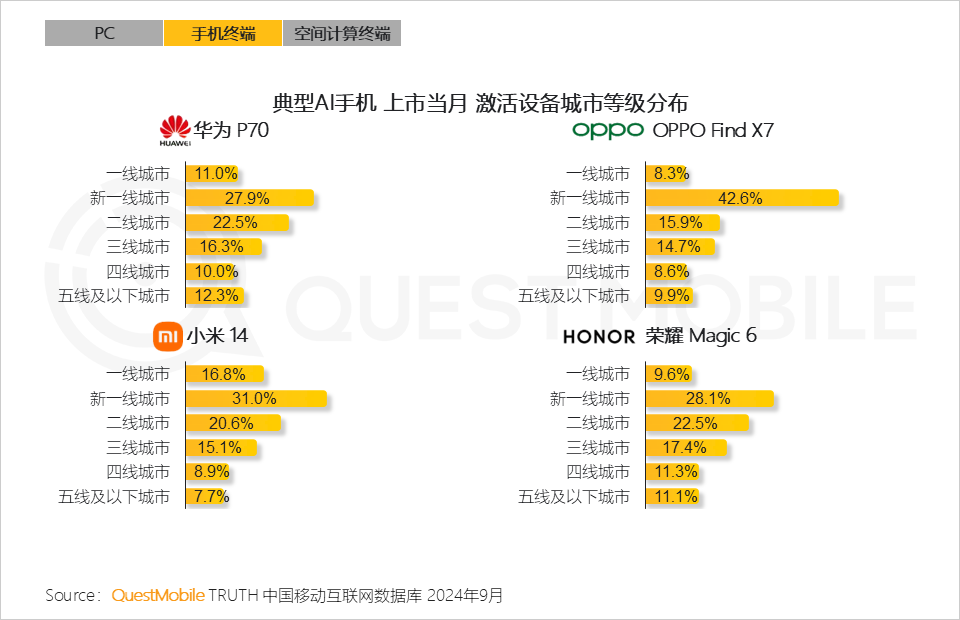 PC 手机终端 空间计算终端
典型AI手机 上市当月 激活设备城市等级分布
HUAWEI 华为 P70
一线城市 11.0%
新一线城市 27.9%
二线城市 22.5%
三线城市 16.3%
四线城市 10.0%
五线及以下城市 12.3%
oppo OPPO Find X7
一线城市 8.3%
新一线城市 42.6%
二线城市 15.9%
三线城市 14.7%
四线城市 8.6%
五线及以下城市 9.9%
mi 小米 14
一线城市 16.8%
新一线城市 31.0%
二线城市 20.6%
三线城市 15.1%
四线城市 8.9%
五线及以下城市 7.7%
HONOR 荣耀 Magic 6
一线城市 9.6%
新一线城市 28.1%
二线城市 22.5%
三线城市 17.4%
四线城市 11.3%
五线及以下城市 11.1%
QUESTMOBILE
Source：QuestMobile TRUTH 中国移动互联网数据库 2024年9月